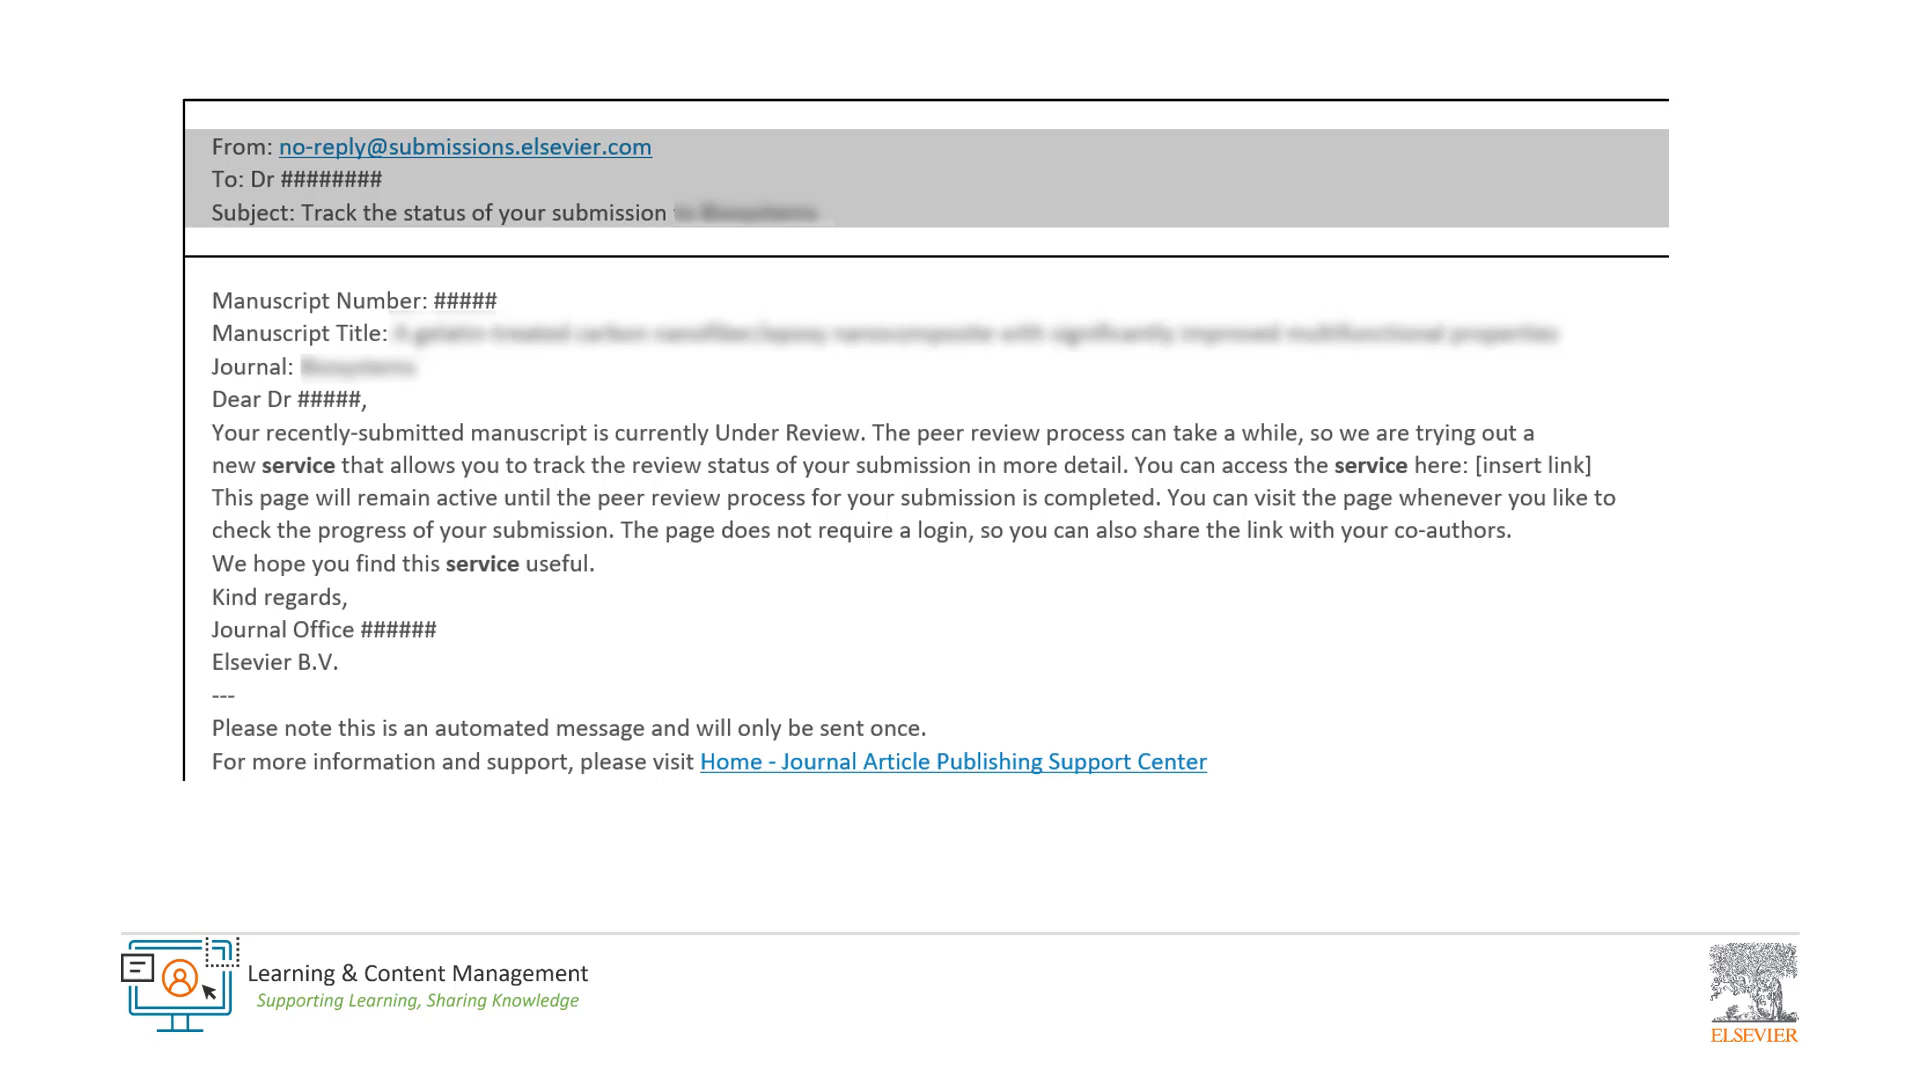 From: no-reply@submissions.elsevier.com
To: Dr ########
Subject: Track the status of your submission
Manuscript Number: #####
Manuscript Title:
Journal:
Dear Dr #####,
Your recently-submitted manuscript is currently Under Review. The peer review process can take a while, so we are trying out a
new service that allows you to track the review status of your submission in more detail. You can access the service here: [insert link]
This page will remain active until the peer review process for your submission is completed. You can visit the page whenever you like to
check the progress of your submission. The page does not require a login, so you can also share the link with your co-authors.
We hope you find this service useful.
Kind regards,
Journal Office ######
Elsevier B.V.
---
Please note this is an automated message and will only be sent once.
For more information and support, please visit Home - Journal Article Publishing Support Center
Learning & Content Management
Supporting Learning, Sharing Knowledge
ELSEVIER